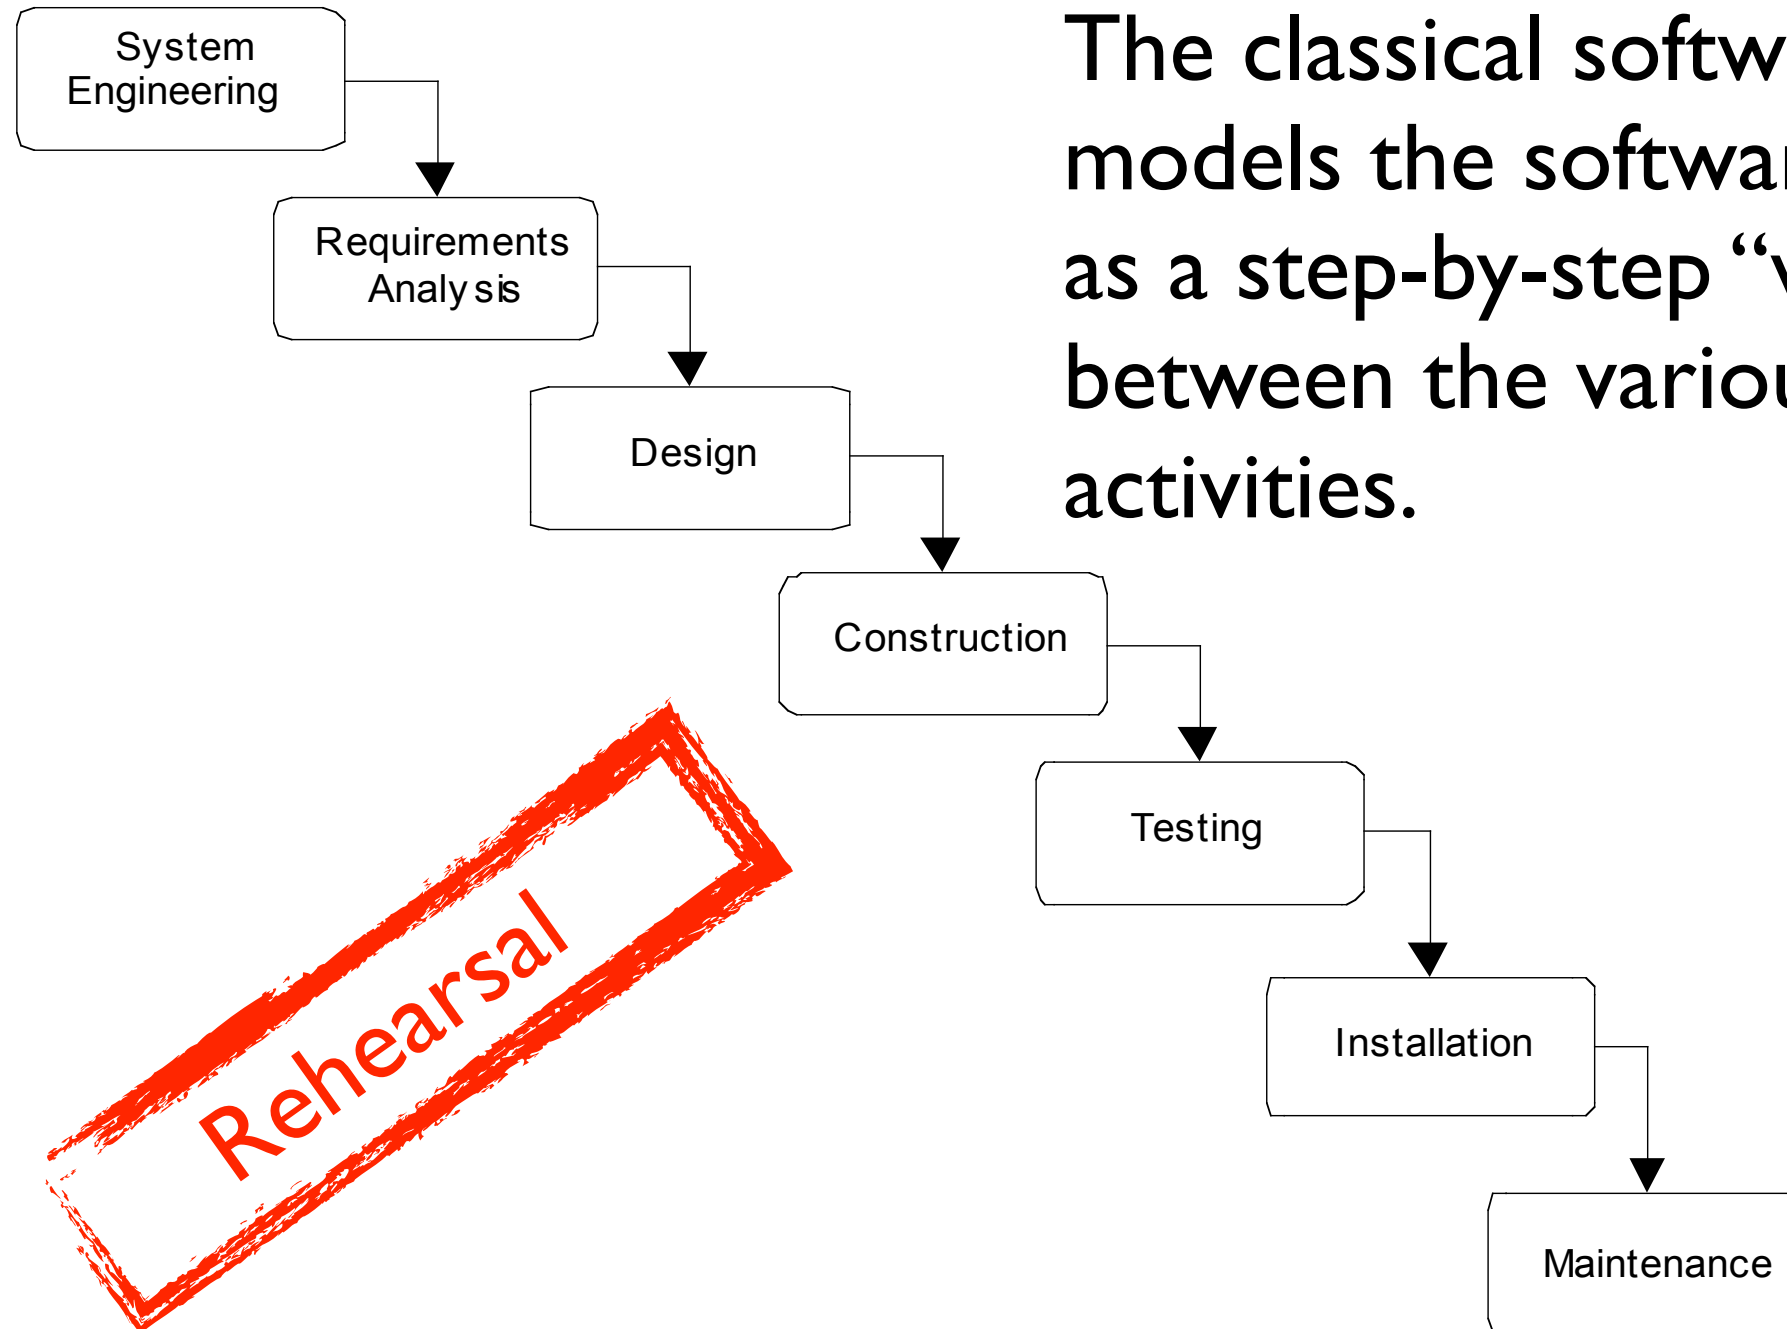 System
Engineering
The classical softw
models the softwar
as a step-by-step “v
between the variou
activities.
Requirements
Analysis
Design
Construction
Testing
Installation
Maintenance
Rehearsal